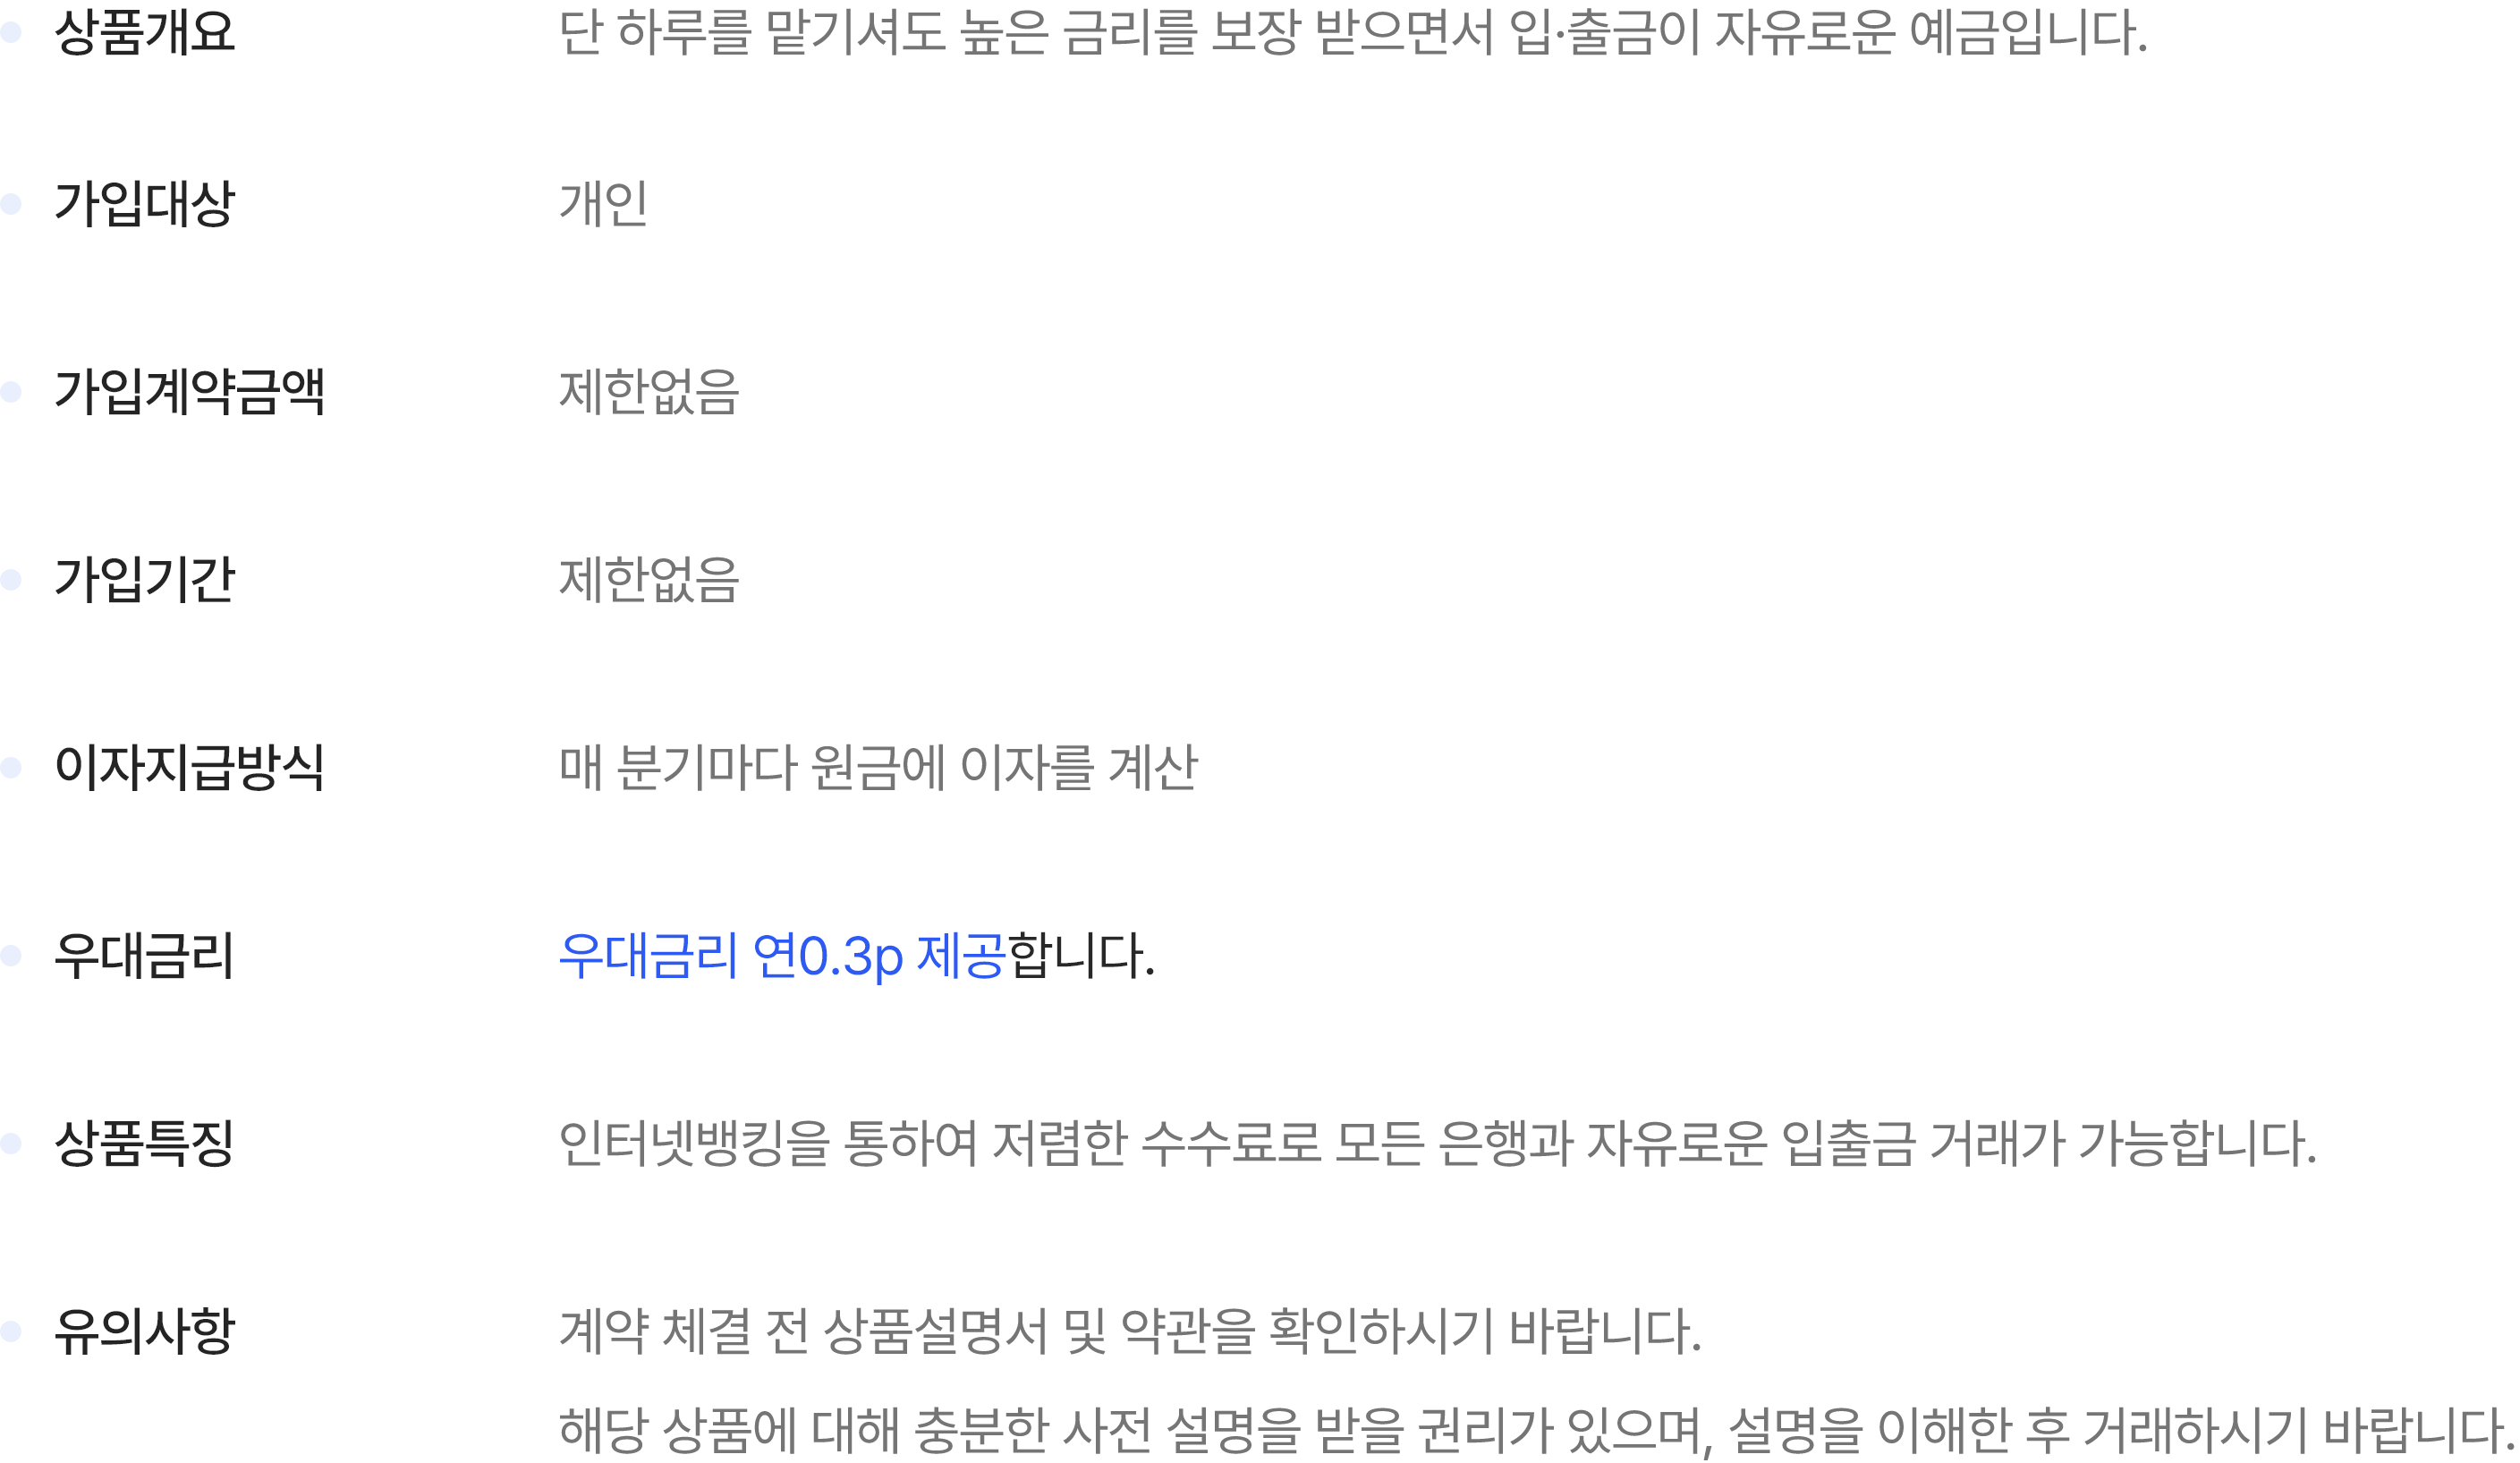 상품개요 단 하루를 맡기셔도 높은 금리를 보장 받으면서 입·출금이 자유로운 예금입니다.
가입대상 개인
가입계약금액 제한없음
가입기간 제한없음
이자지급방식 매 분기마다 원금에 이자를 계산
우대금리 우대금리 연0.3p 제공합니다.
상품특징 인터넷뱅킹을 통하여 저렴한 수수료로 모든 은행과 자유로운 입출금 거래가 가능합니다.
유의사항 계약 체결 전 상품설명서 및 약관을 확인하시기 바랍니다.
해당 상품에 대해 충분한 사전 설명을 받을 권리가 있으며, 설명을 이해한 후 거래하시기 바랍니다.